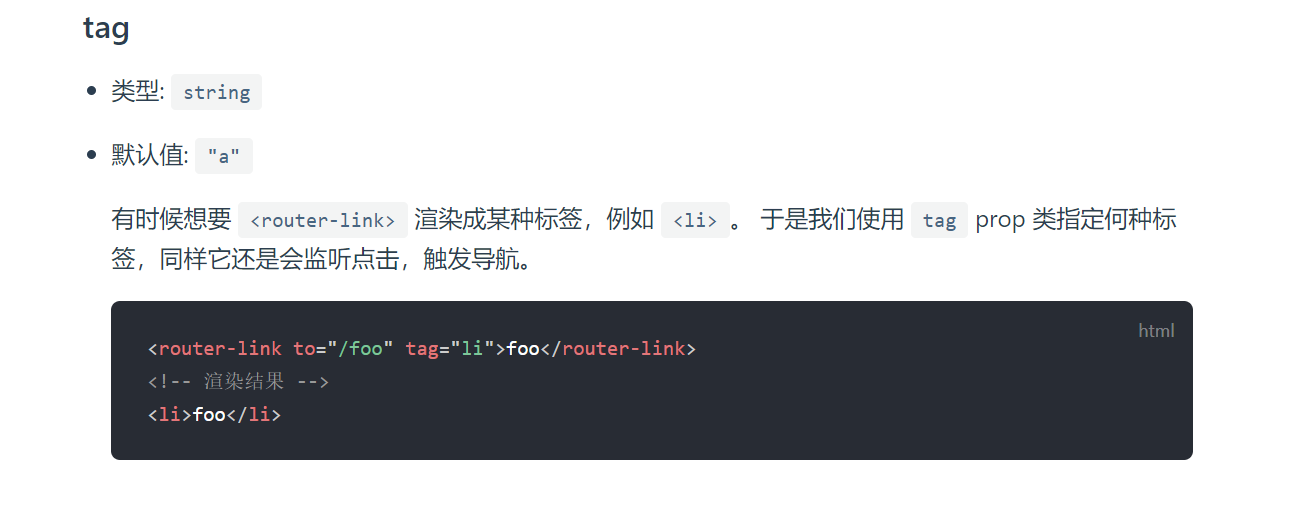 tag
类型: string
默认值: "a"
有时候想要 <router-link> 渲染成某种标签，例如 <li> 。 于是我们使用 tag prop 类指定何种标
签，同样它还是会监听点击，触发导航。
html
<router-link to="/foo" tag="li">foo</router-link>
<!-- 渲染结果 -->
<li>foo</li>